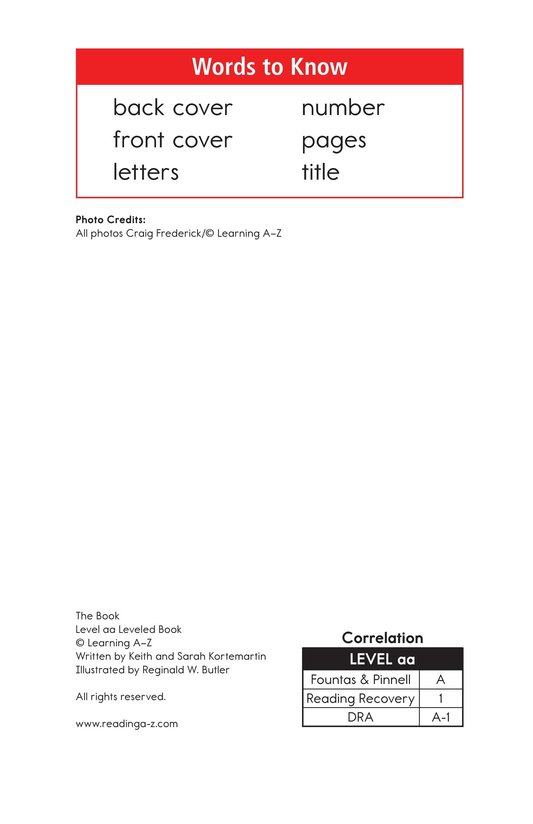 Words to Know
back cover
front cover
letters
number
pages
title
Photo Credits:
All photos Craig Frederick/© Learning A–Z
The Book
Level aa Leveled Book
© Learning A–Z
Written by Keith and Sarah Kortemartin
Illustrated by Reginald W. Butler
All rights reserved.
www.readinga-z.com
Correlation
LEVEL aa
Fountas & Pinnell A
Reading Recovery 1
DRA A-1